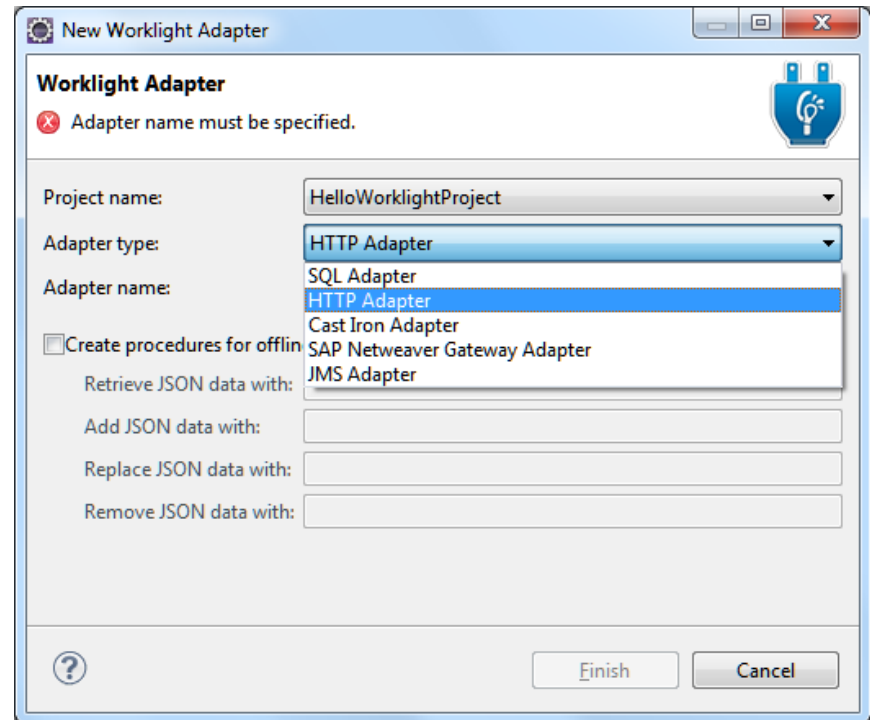 New Worklight Adapter
Worklight Adapter
Adapter name must be specified.
Project name: HelloWorklightProject
Adapter type: HTTP Adapter
SQL Adapter
Adapter name:
HTTP Adapter
Cast Iron Adapter
Create procedures for offlin
SAP Netweaver Gateway Adapter
JMS Adapter
Retrieve JSON data with:
Add JSON data with:
Replace JSON data with:
Remove JSON data with:
?
Finish Cancel